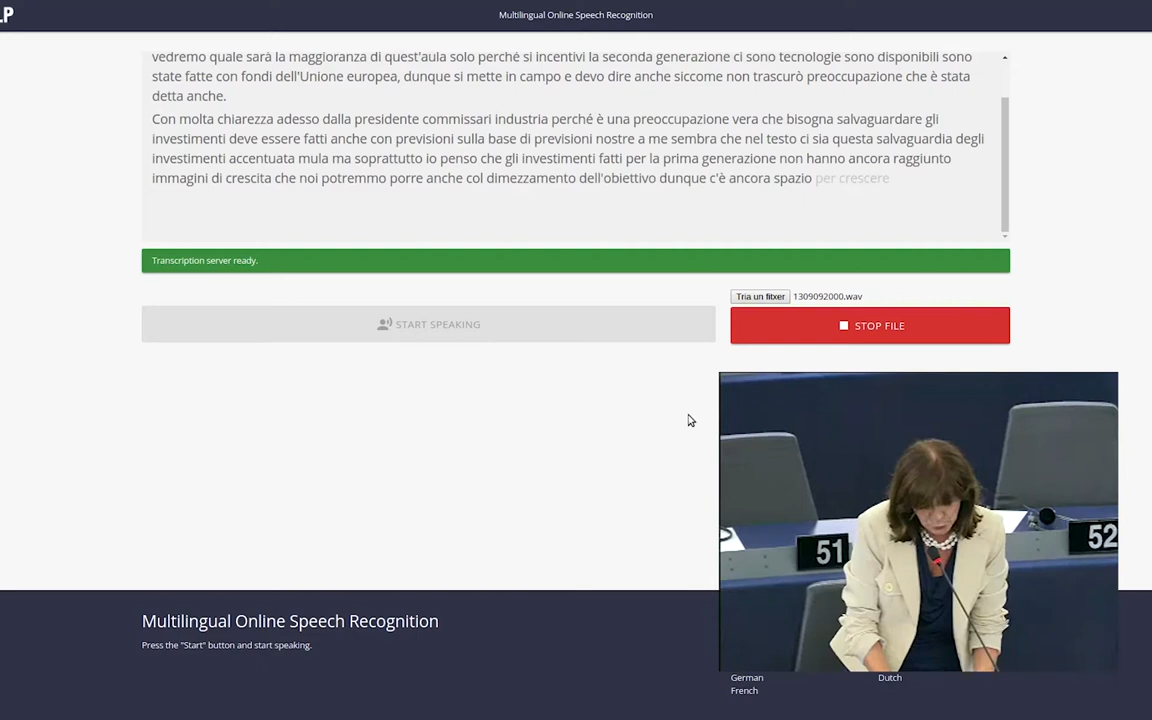 LP
Multilingual Online Speech Recognition
vedremo quale sarà la maggioranza di quest'aula solo perché si incentivi la seconda generazione ci sono tecnologie sono disponibili sono
state fatte con fondi dell'Unione europea, dunque si mette in campo e devo dire anche siccome non trascurò preoccupazione che è stata
detta anche.
Con molta chiarezza adesso dalla presidente commissari industria perché è una preoccupazione vera che bisogna salvaguardare gli
investimenti deve essere fatti anche con previsioni sulla base di previsioni nostre a me sembra che nel testo ci sia questa salvaguardia degli
investimenti accentuata mula ma soprattutto io penso che gli investimenti fatti per la prima generazione non hanno ancora raggiunto
immagini di crescita che noi potremmo porre anche col dimezzamento dell'obiettivo dunque c'è ancora spazio per crescere
Transcription server ready.
Tria un fitxer 1309092000.wav
START SPEAKING
STOP FILE
51
52
Multilingual Online Speech Recognition
Press the "Start" button and start speaking.
German
Dutch
French